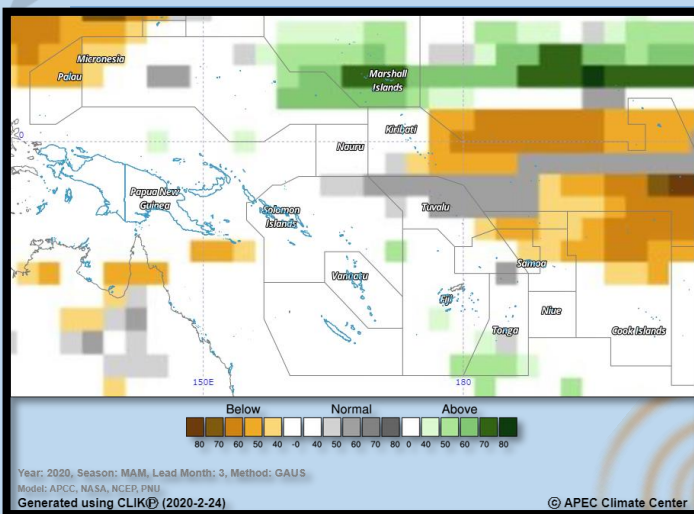 Micronesia
Palau
Marshall
Islands
0
Kiribati
Nauru
Papua New
Guinea
Solomon
Islands
Tuvalu
Samoa
Vanuatu
Fiji
Niue
Tonga
Cook Islands
150E
180
Below Normal Above
80 70 60 50 40 -0 40 50 60 70 80 0 40 50 60 70 80
Year: 2020, Season: MAM, Lead Month: 3, Method: GAUS
Model: APCC, NASA, NCEP, PNU
Generated using CLIKⓅ (2020-2-24)
© APEC Climate Center